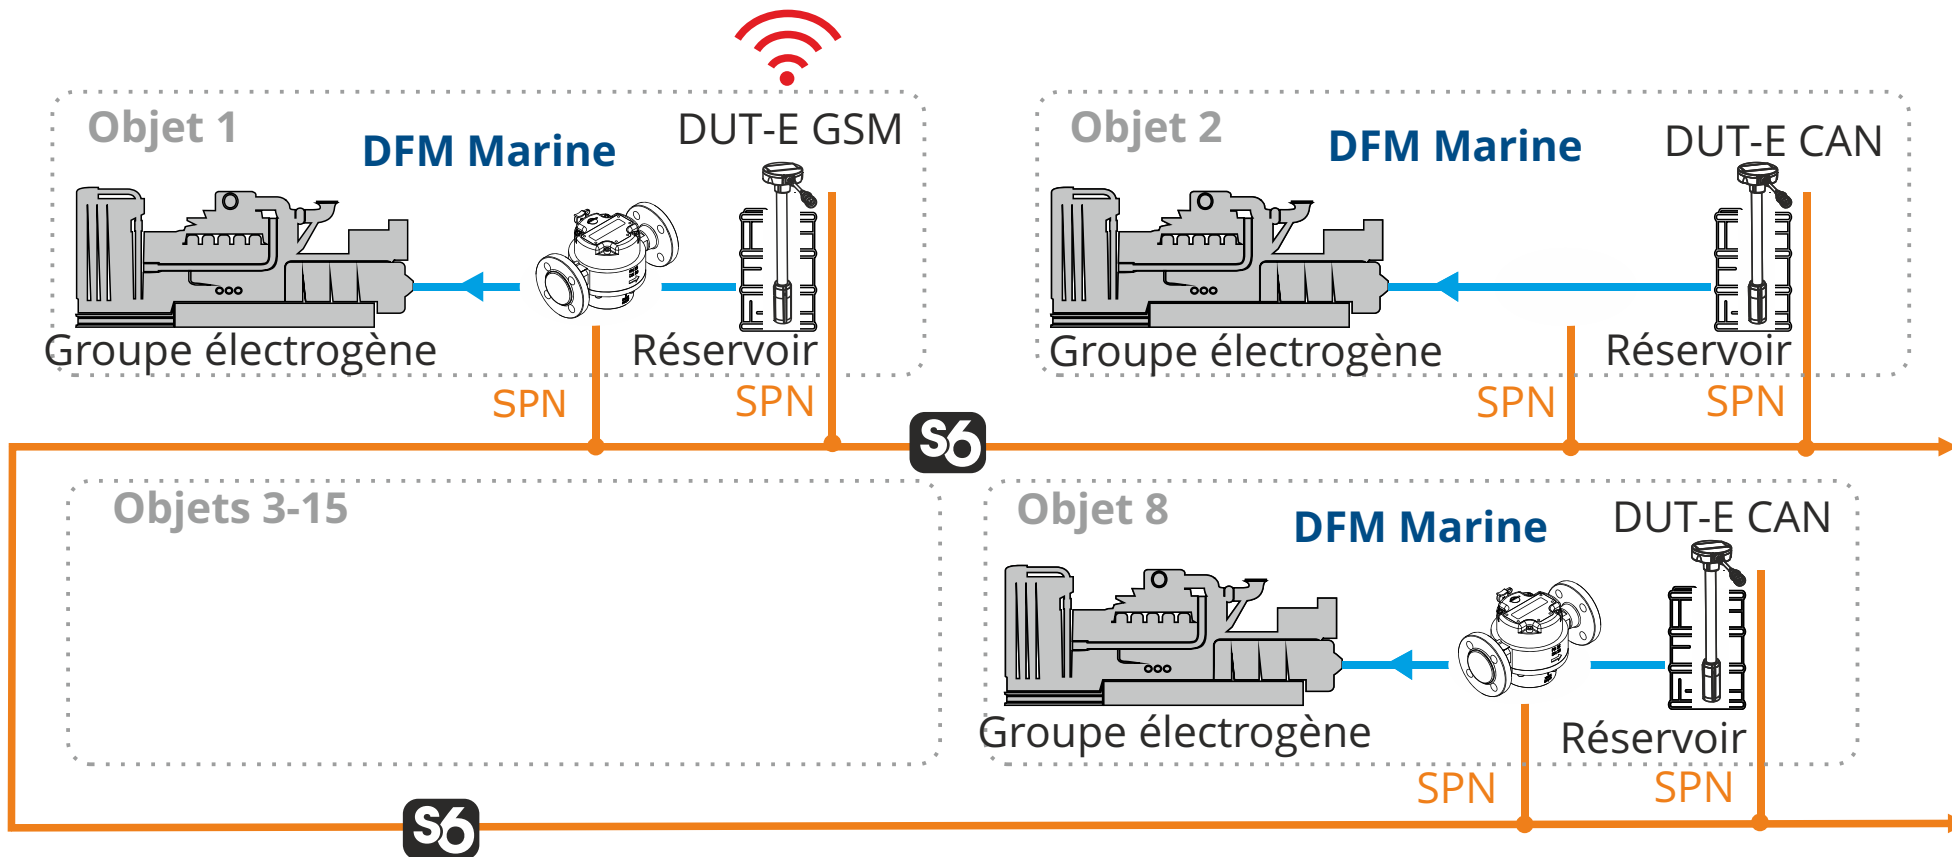 Objet 1
DFM Marine
DUT-E GSM
Groupe électrogène
Réservoir
SPN
SPN
Objet 2
DFM Marine
DUT-E CAN
Groupe électrogène
Réservoir
SPN
SPN
S6
Objets 3-15
Objet 8
DFM Marine
DUT-E CAN
Groupe électrogène
Réservoir
SPN
SPN
S6